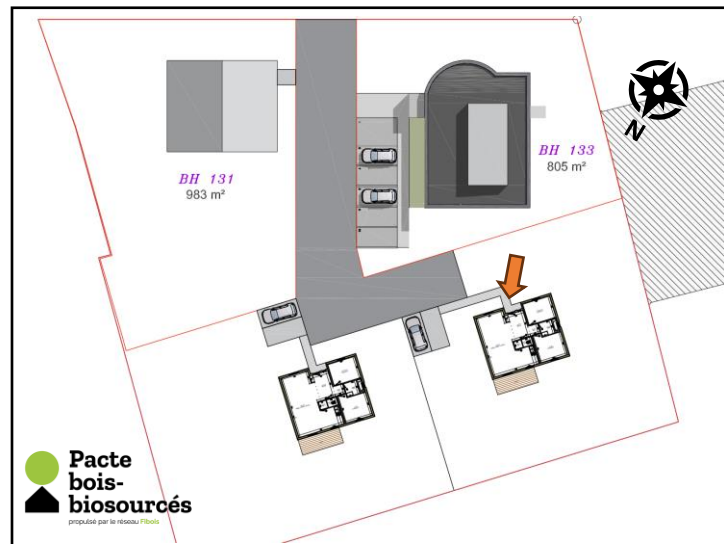 N
BH 131
983 m²
BH 133
805 m²
Pacte
bois-
biosourcés
propulsé par le réseau Fibois